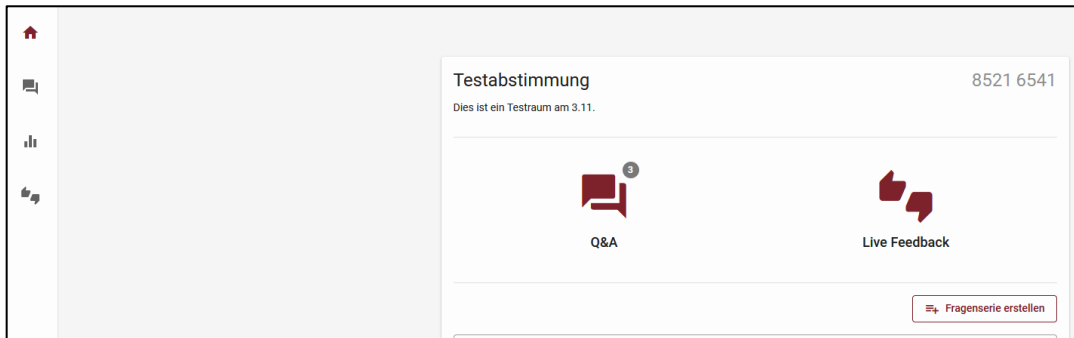 Testabstimmung 8521 6541
Dies ist ein Testraum am 3.11.
3
Q&A Live Feedback
Fragenserie erstellen